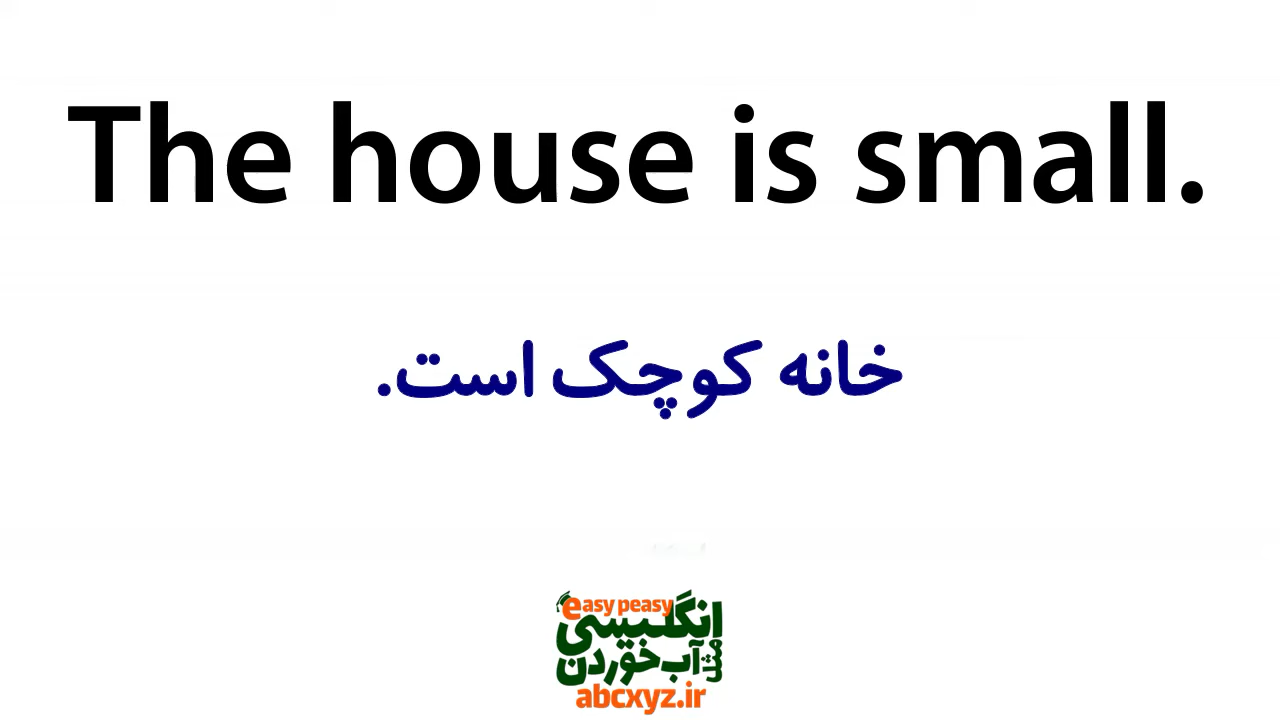 The house is small.
خانه کوچک است.
easy peasy
انگلیسی
مثل آب خوردن
abcxyz.ir